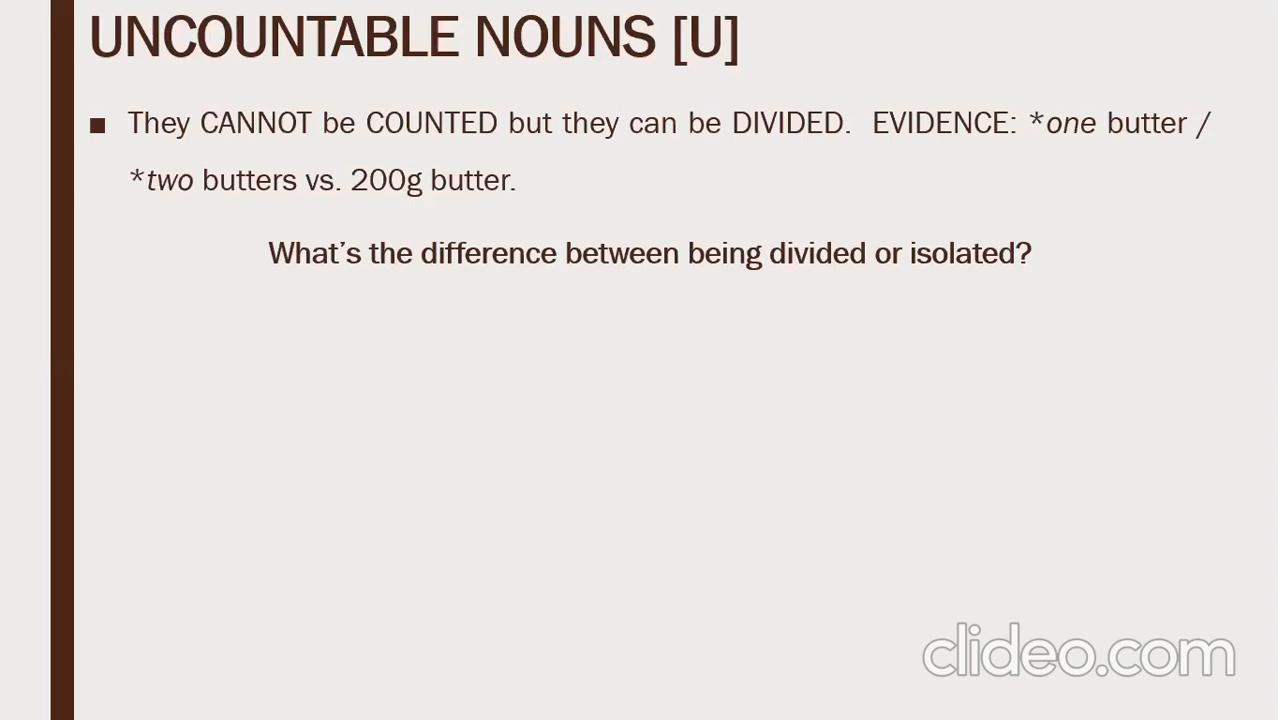 UNCOUNTABLE NOUNS [U]
■ They CANNOT be COUNTED but they can be DIVIDED. EVIDENCE: *one butter /
*two butters vs. 200g butter.
What’s the difference between being divided or isolated?
clideo.com